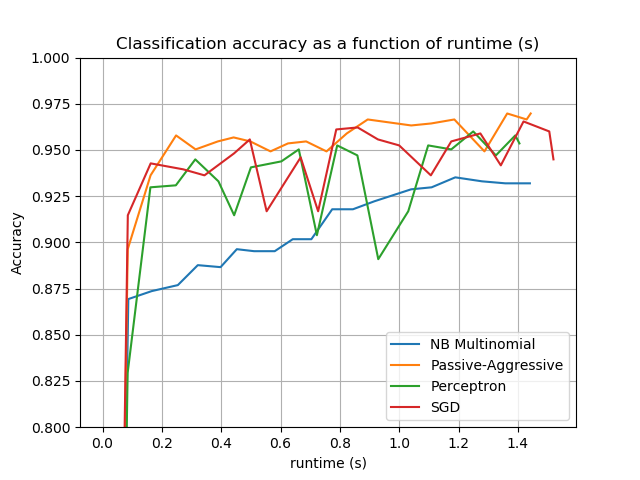 Classification accuracy as a function of runtime (s)
1.000
0.975
0.950
0.925
0.900
0.875
0.850
0.825
0.800
Accuracy
NB Multinomial
Passive-Aggressive
Perceptron
SGD
0.0 0.2 0.4 0.6 0.8 1.0 1.2 1.4
runtime (s)